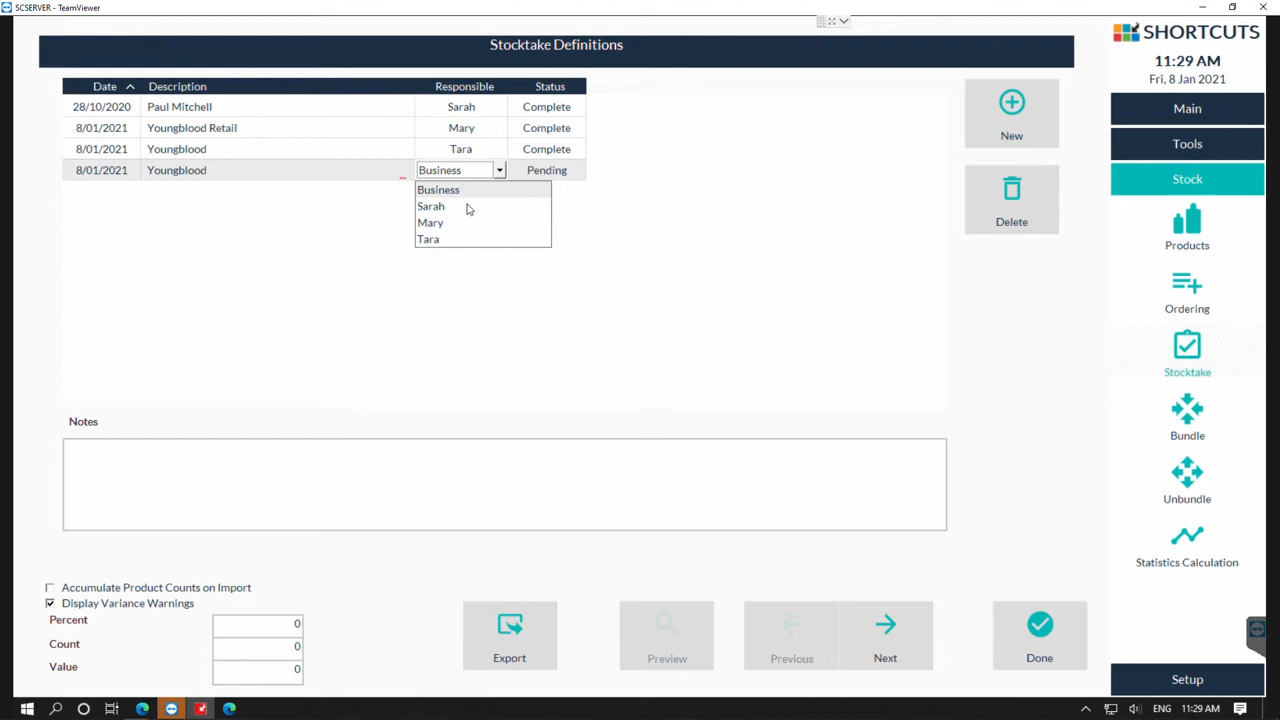 SCSERVER - TeamViewer
Stocktake Definitions
SHORTCUTS
11:29 AM
Fri, 8 Jan 2021
Date Description Responsible Status
28/10/2020 Paul Mitchell Sarah Complete
8/01/2021 Youngblood Retail Mary Complete
8/01/2021 Youngblood Tara Complete
8/01/2021 Youngblood ... Business Pending
Business
Sarah
Mary
Tara
New
Delete
Main
Tools
Stock
Products
Ordering
Stocktake
Bundle
Unbundle
Statistics Calculation
Notes
Accumulate Product Counts on Import
Display Variance Warnings
Percent 0
Count 0
Value 0
Export
Preview
Previous
Next
Done
Setup
ENG 11:29 AM